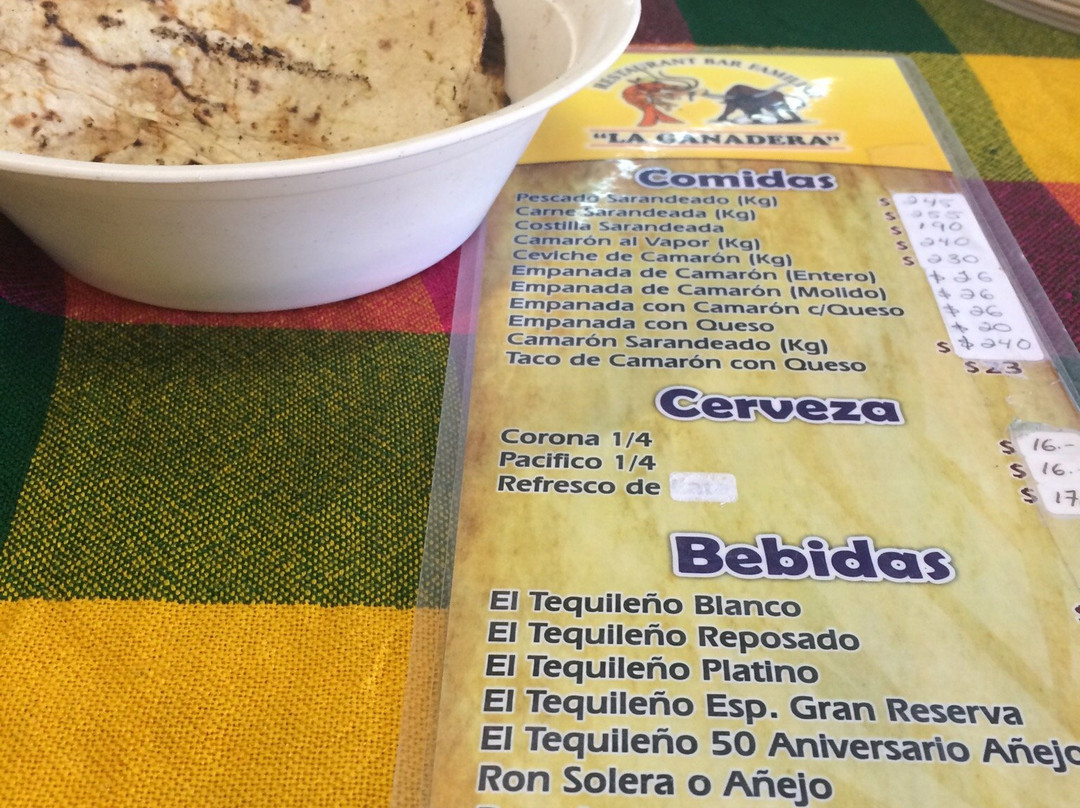 RESTAURANT BAR FAMILIAR
"LA GANADERA"
Comidas
Pescado Sarandeado (Kg) $ 245
Carne Sarandeada (Kg) $ 255
Costilla Sarandeada $ 190
Camarón al Vapor (Kg) $ 240
Ceviche de Camarón (Kg) $ 230
Empanada de Camarón (Entero) $ 26
Empanada de Camarón (Molido) $ 26
Empanada con Camarón c/Queso $ 26
Empanada con Queso $ 20
Camarón Sarandeado (Kg) $ $ 240
Taco de Camarón con Queso $23
Cerveza
Corona 1/4 $ 16.-
Pacifico 1/4 $ 16.
Refresco de $ 17
Bebidas
El Tequileño Blanco $
El Tequileño Reposado
El Tequileño Platino
El Tequileño Esp. Gran Reserva
El Tequileño 50 Aniversario Añejo
Ron Solera o Añejo